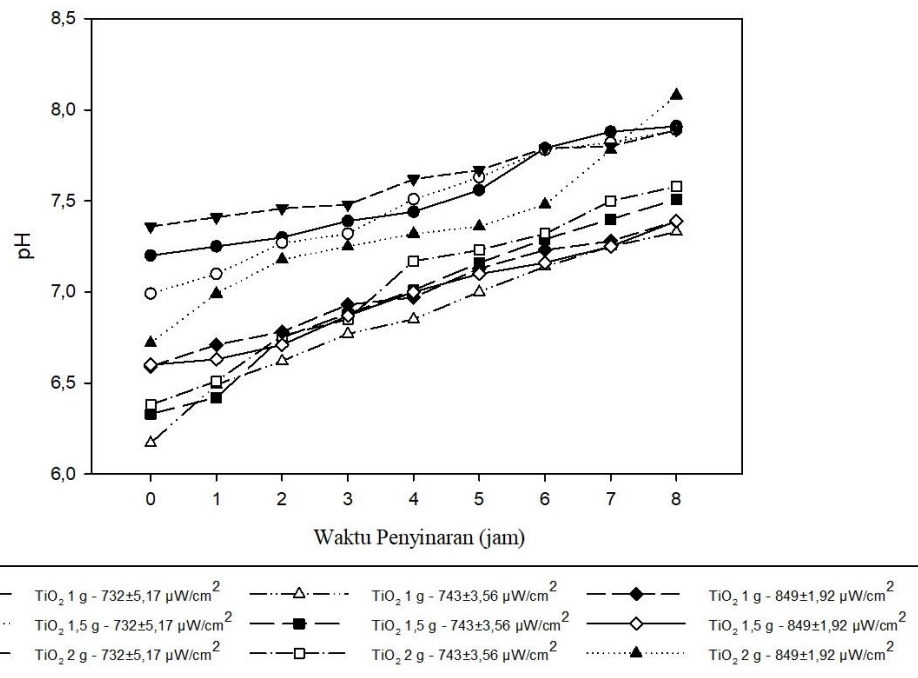 8,5
8,0
7,5
7,0
6,5
6,0
pH
0 1 2 3 4 5 6 7 8
Waktu Penyinaran (jam)
TiO2 1 g - 732±5,17 µW/cm2
TiO2 1 g - 743±3,56 µW/cm2
TiO2 1 g - 849±1,92 µW/cm2
TiO2 1,5 g - 732±5,17 µW/cm2
TiO2 1,5 g - 743±3,56 µW/cm2
TiO2 1,5 g - 849±1,92 µW/cm2
TiO2 2 g - 732±5,17 µW/cm2
TiO2 2 g - 743±3,56 µW/cm2
TiO2 2 g - 849±1,92 µW/cm2